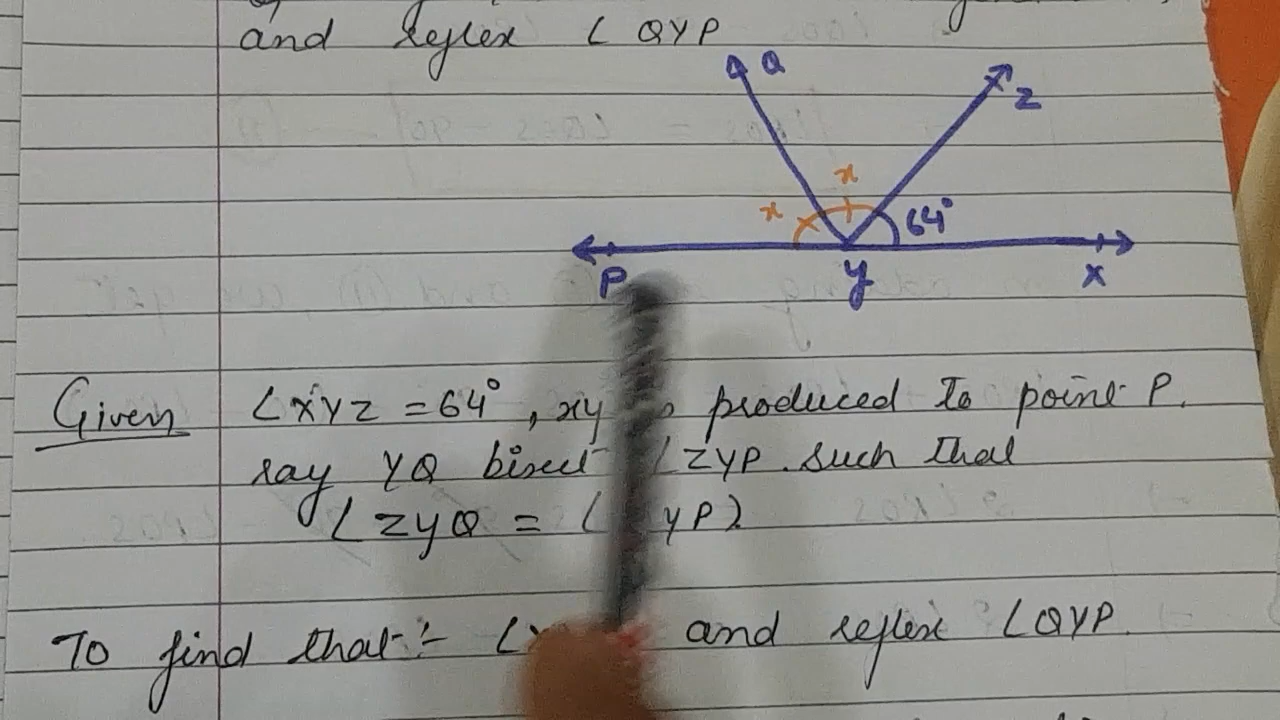 and reflex ∠QYP
Q
Z
x
x
64°
P
Y
X
Given ∠XYZ = 64°, XY produced to point P.
ray YQ bisect ∠ZYP. such that
∠ZYQ = ∠ YP)
To find that :- ∠ and reflex ∠QYP.